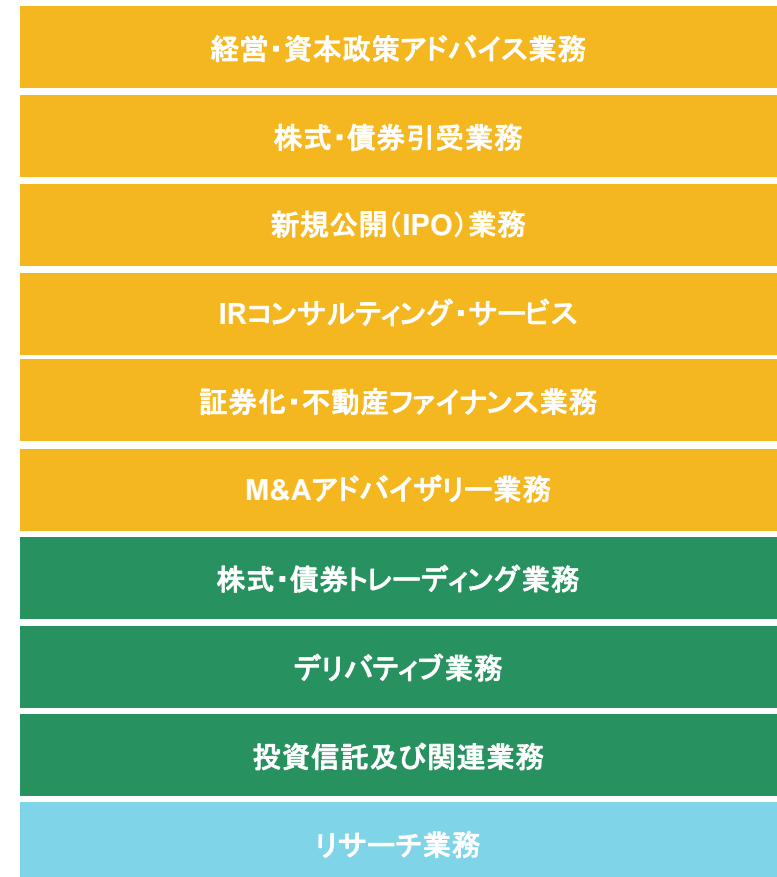 経営・資本政策アドバイス業務
株式・債券引受業務
新規公開（IPO）業務
IRコンサルティング・サービス
証券化・不動産ファイナンス業務
M&Aアドバイザリー業務
株式・債券トレーディング業務
デリバティブ業務
投資信託及び関連業務
リサーチ業務